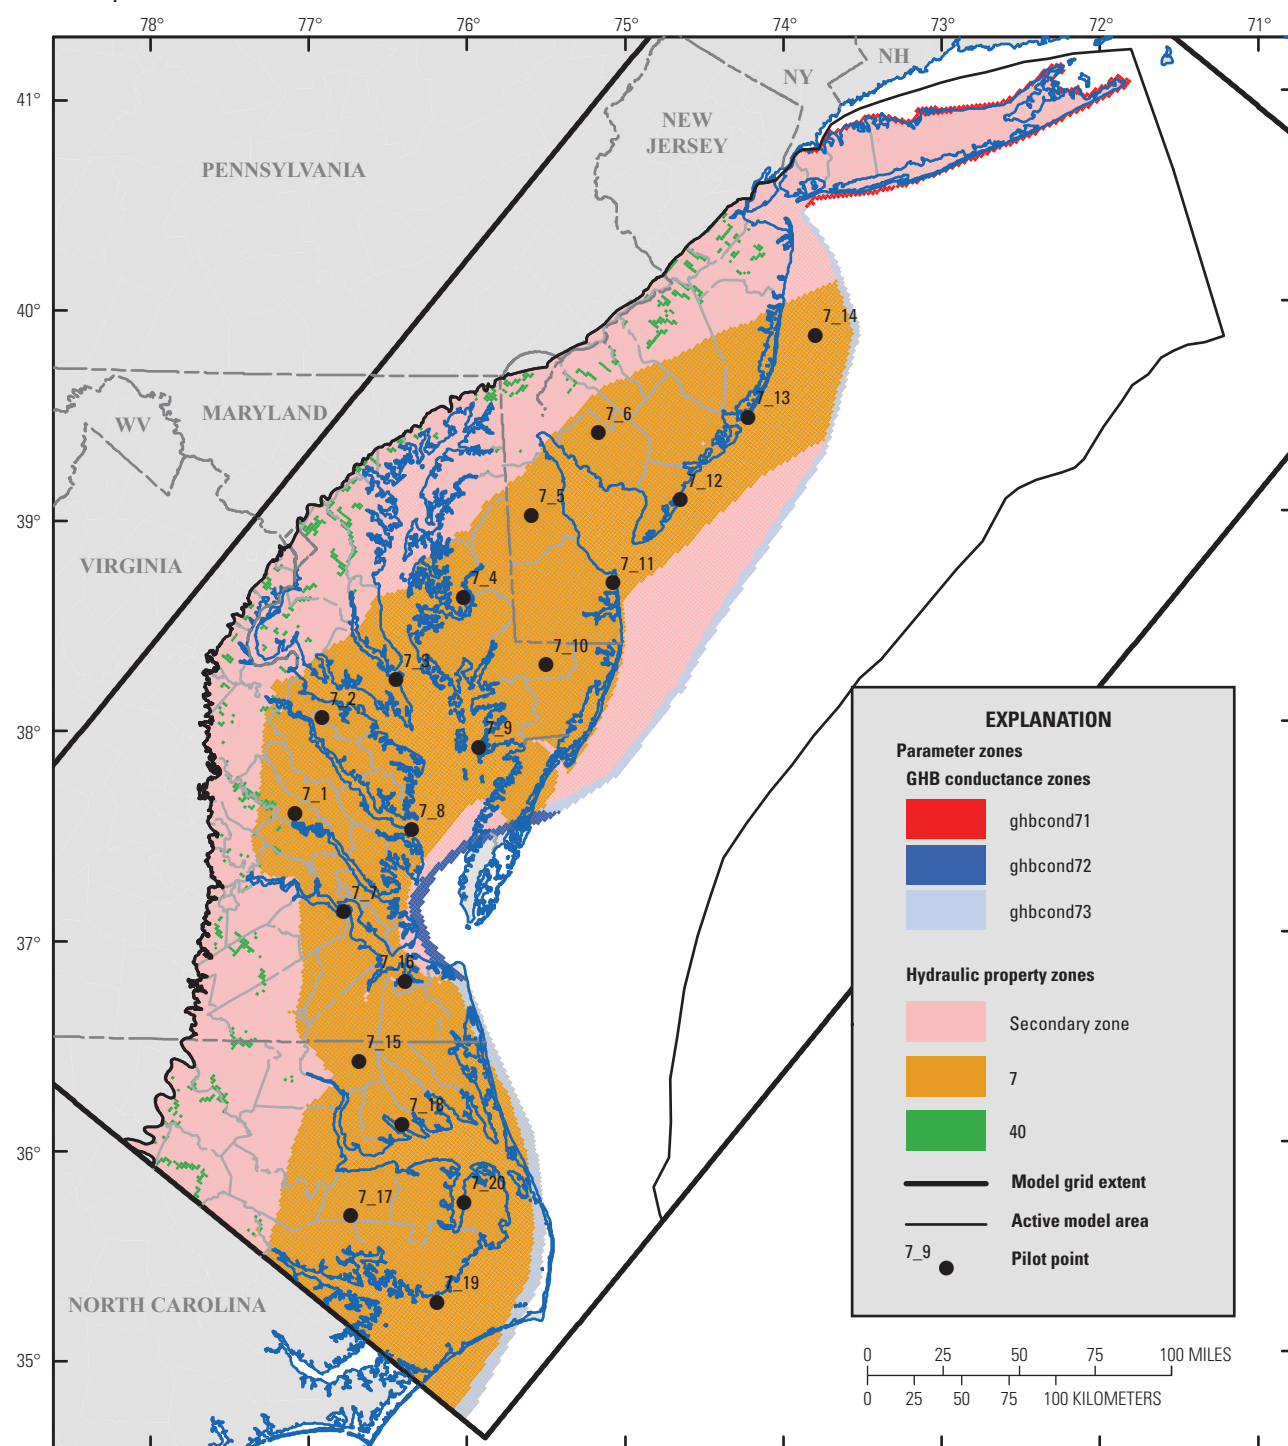 78° 77° 76° 75° 74° 73° 72° 71°
NH
NY
41°
NEW
JERSEY
PENNSYLVANIA
40°
7_14
7_13
WV
MARYLAND
7_6
7_12
7_5
39°
VIRGINIA
7_11
7_4
7_10
7_3
7_2
38°
7_9
7_1
7_8
7_7
37°
7_16
7_15
7_18
36°
7_20
7_17
7_19
NORTH CAROLINA
35°
EXPLANATION
Parameter zones
GHB conductance zones
ghbcond71
ghbcond72
ghbcond73
Hydraulic property zones
Secondary zone
7
40
Model grid extent
Active model area
7_9 Pilot point
0 25 50 75 100 MILES
0 25 50 75 100 KILOMETERS